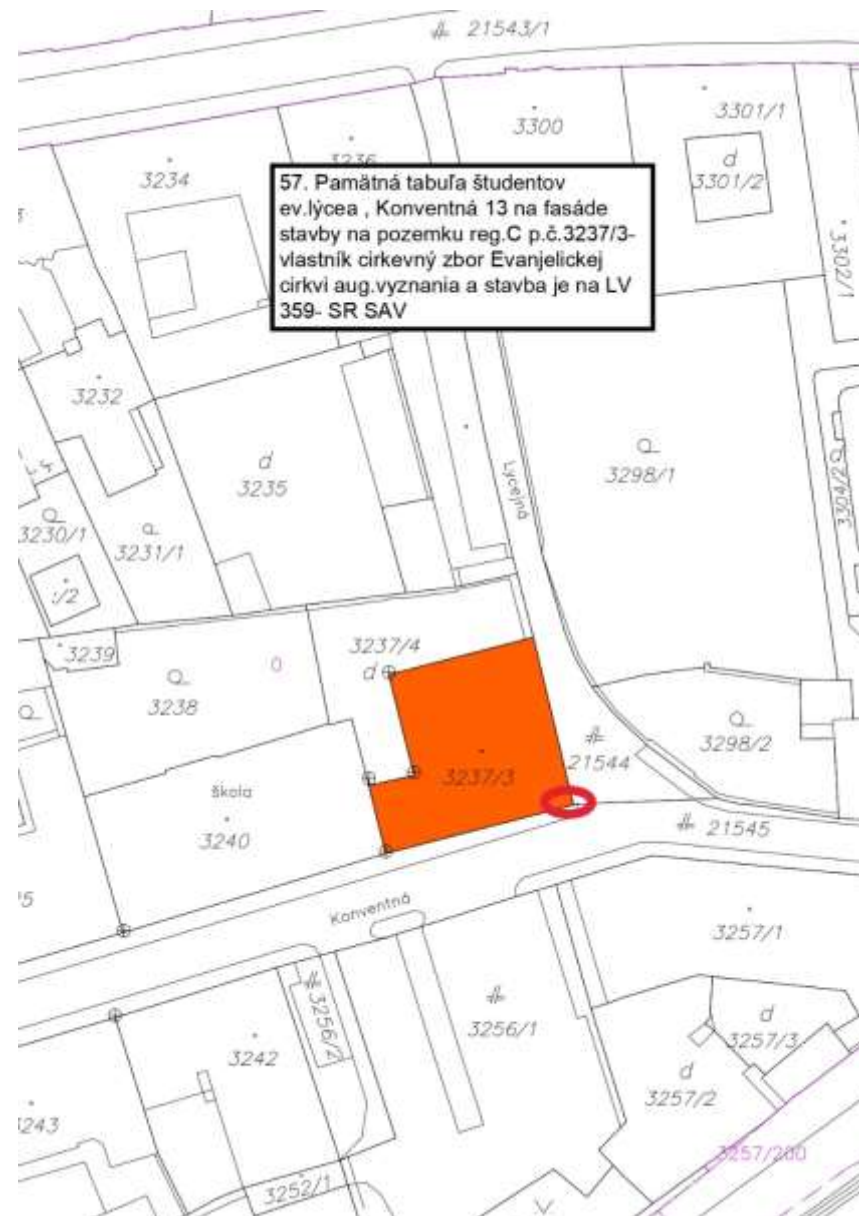 21543/1
3301/1
3300
3234
3236
d
3301/2
57. Pamätná tabuľa študentov
ev.lýcea , Konventná 13 na fasáde
stavby na pozemku reg.C p.č.3237/3-
vlastník cirkevný zbor Evanjelickej
cirkvi aug.vyznania a stavba je na LV
359- SR SAV
3302/1
3232
d
3235
3298/1
Lycejná
3304/2
3230/1
3231/1
3237/4
d
3239
0
3238
3298/2
21544
3237/3
škola
3240
21545
Konventná
3257/1
3256/2
3256/1
3242
d
3257/3
d
3257/2
3257/200
3252/1